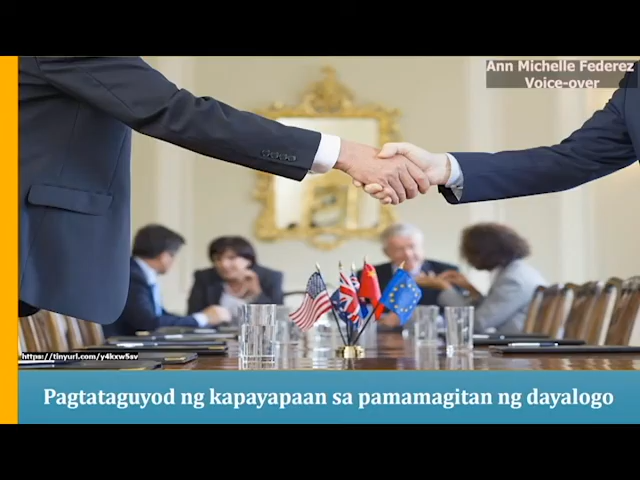 Ann Michelle Federez
Voice-over
https://tinyurl.com/y4kxw5sv
Pagtataguyod ng kapayapaan sa pamamagitan ng dayalogo